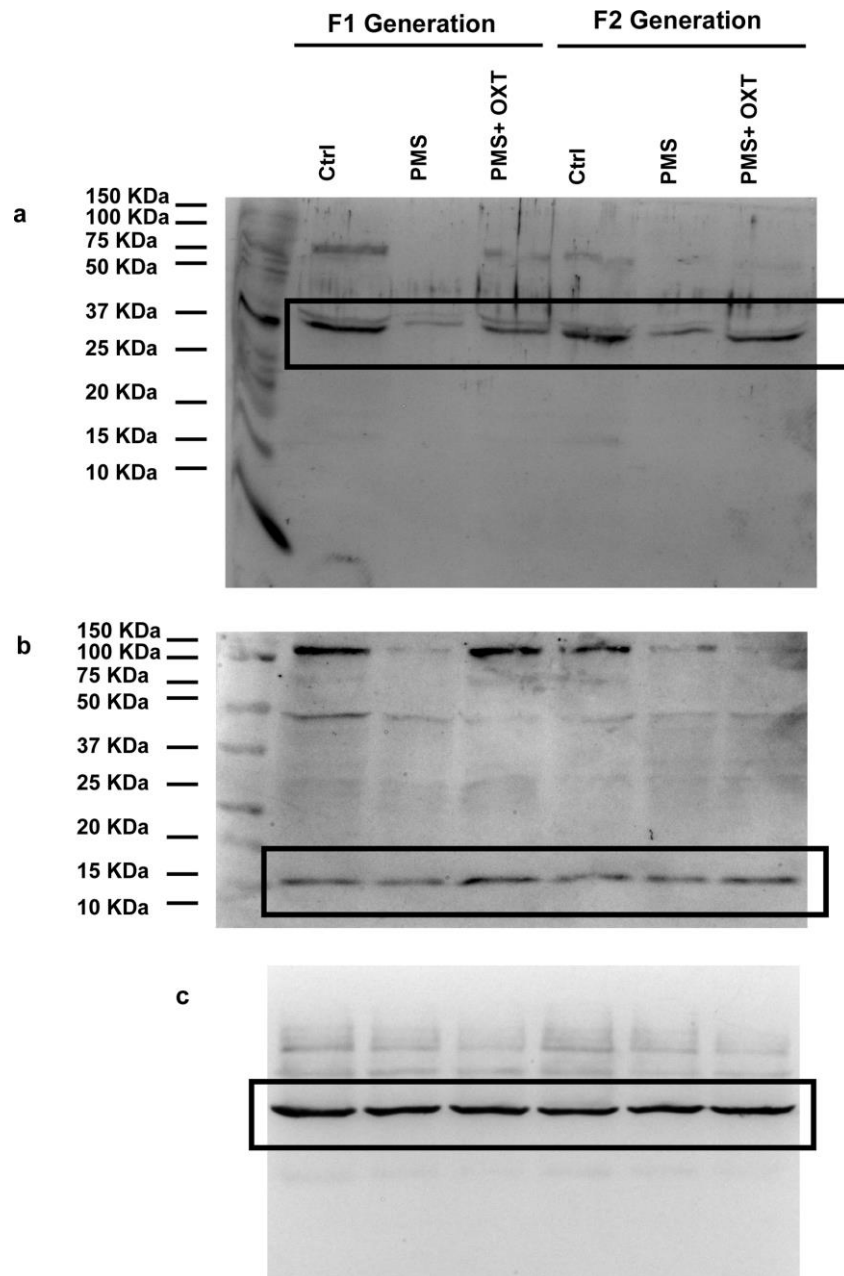 F1 Generation
F2 Generation
Ctrl
PMS
PMS+ OXT
Ctrl
PMS
PMS+ OXT
a
150 KDa
100 KDa
75 KDa
50 KDa
37 KDa
25 KDa
20 KDa
15 KDa
10 KDa
b
150 KDa
100 KDa
75 KDa
50 KDa
37 KDa
25 KDa
20 KDa
15 KDa
10 KDa
c